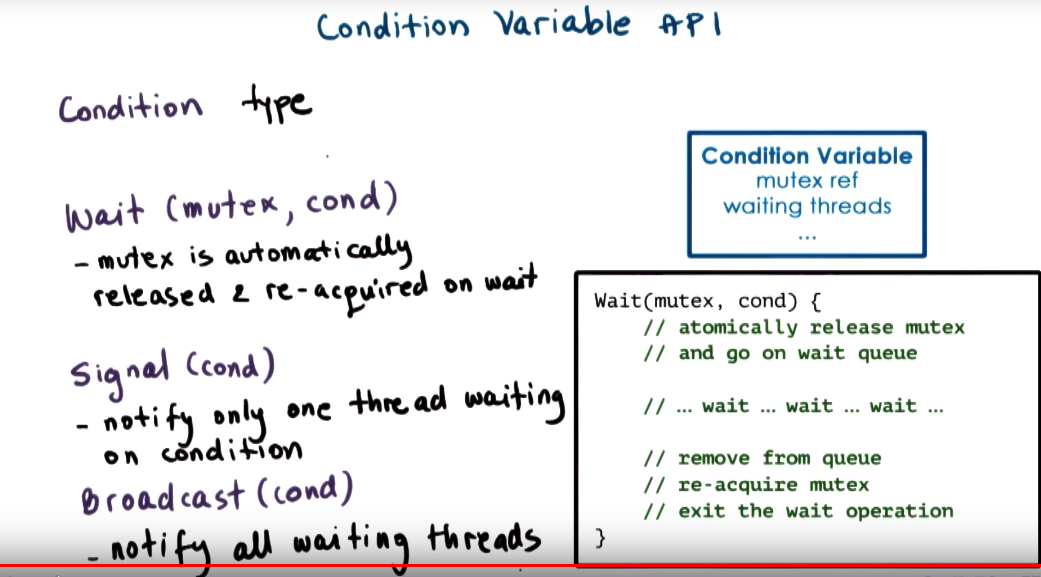 Condition Variable API
Condition type
Wait (mutex, cond)
- mutex is automatically
released & re-acquired on wait
Signal (cond)
- notify only one thread waiting
on condition
Broadcast (cond)
- notify all waiting threads
Condition Variable
mutex ref
waiting threads
...
Wait(mutex, cond) {
// atomically release mutex
// and go on wait queue
// ... wait ... wait ... wait ...
// remove from queue
// re-acquire mutex
// exit the wait operation
}